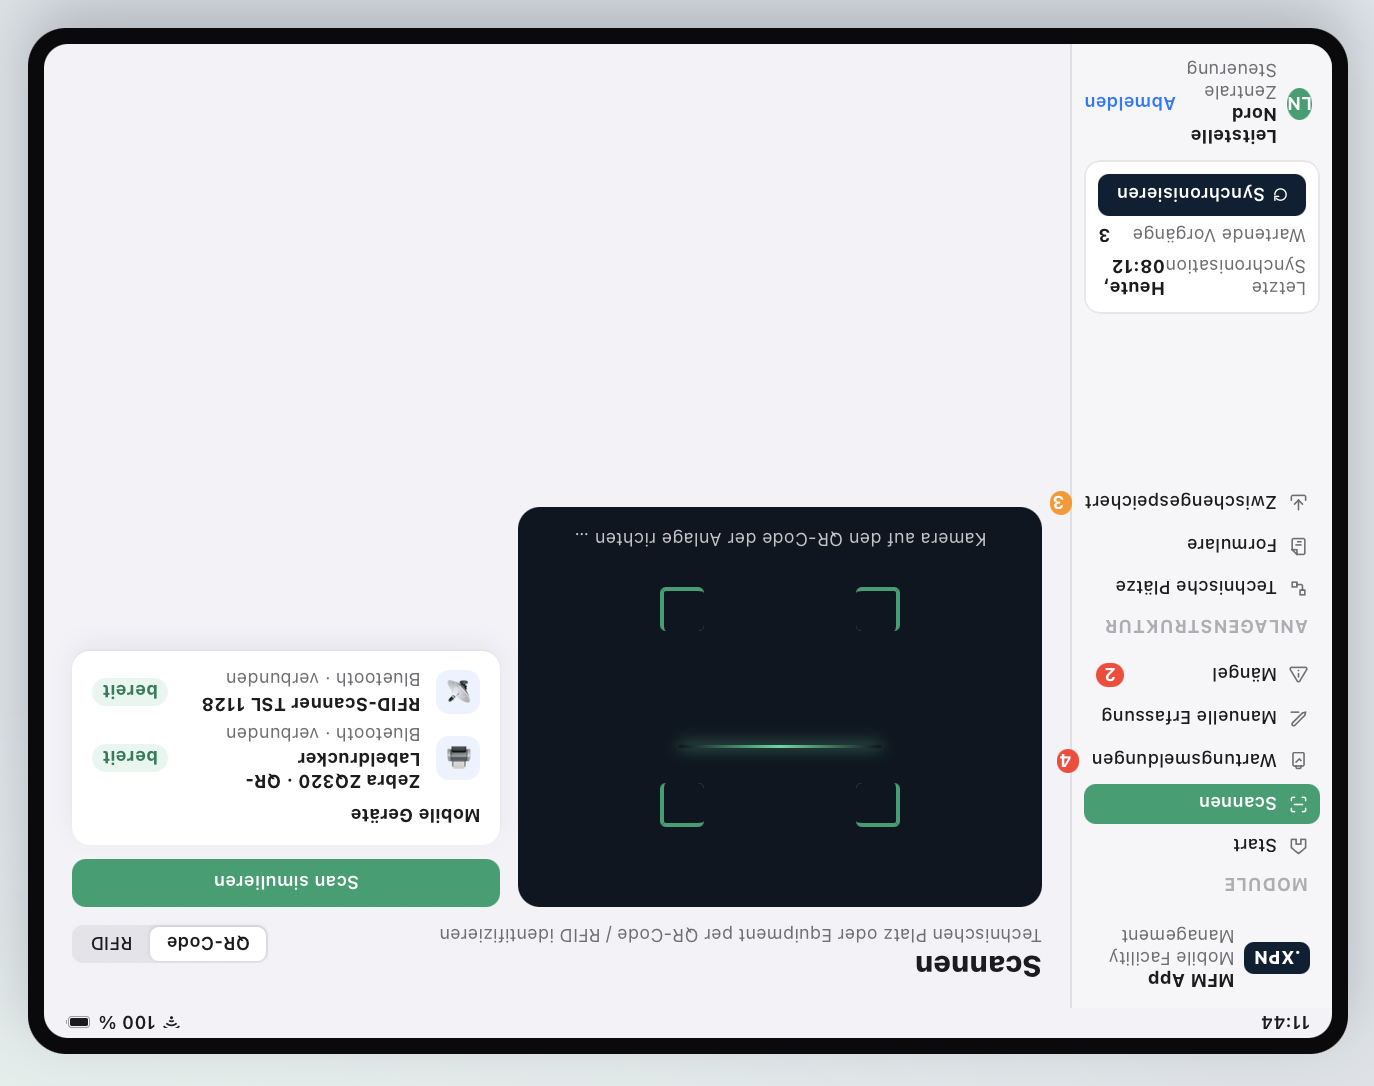 11:44
100 %
.XPN
MFM App
Mobile Facility
Management
MODULE
Start
Scannen
Wartungsmeldungen
4
Manuelle Erfassung
Mängel
2
ANLAGENSTRUKTUR
Technische Plätze
Formulare
Zwischengespeichert
3
Letzte
Synchronisation
Heute,
08:12
Wartende Vorgänge
3
Synchronisieren
LN
Leitstelle
Nord
Zentrale
Steuerung
Abmelden
Scannen
Technischen Platz oder Equipment per QR-Code / RFID identifizieren
QR-Code
RFID
Kamera auf den QR-Code der Anlage richten ...
Scan simulieren
Mobile Geräte
Zebra ZQ320 · QR-
Labeldrucker
Bluetooth · verbunden
bereit
RFID-Scanner TSL 1128
Bluetooth · verbunden
bereit